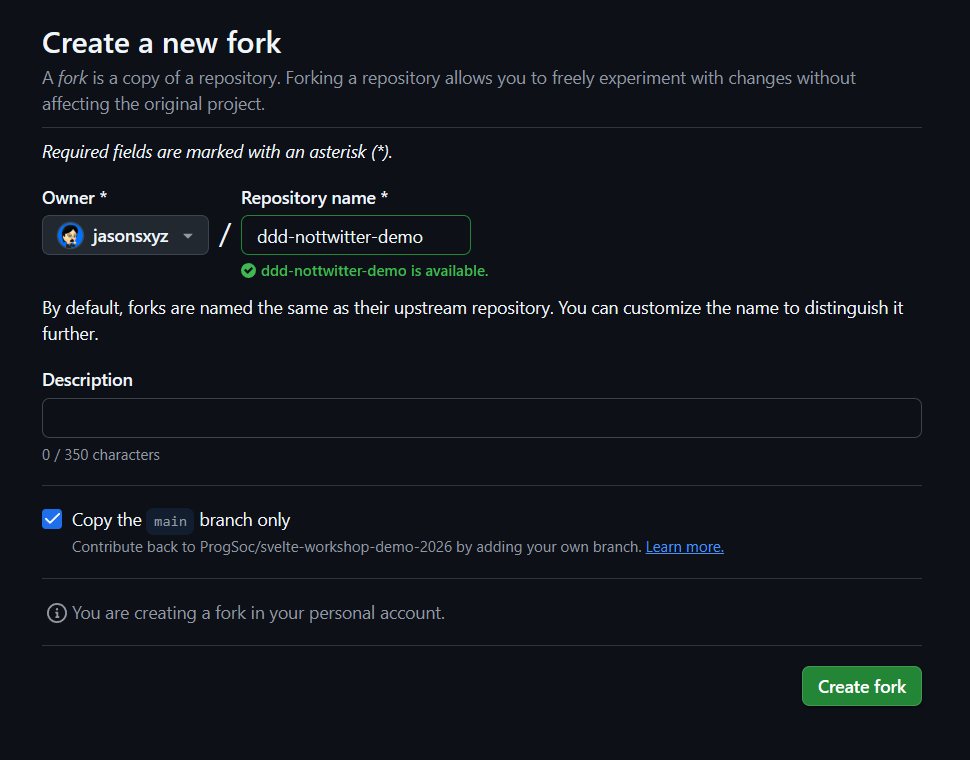 Create a new fork
A fork is a copy of a repository. Forking a repository allows you to freely experiment with changes without
affecting the original project.
Required fields are marked with an asterisk (*).
Owner *
Repository name *
jasonsxyz
/
ddd-nottwitter-demo
ddd-nottwitter-demo is available.
By default, forks are named the same as their upstream repository. You can customize the name to distinguish it
further.
Description
0 / 350 characters
Copy the main branch only
Contribute back to ProgSoc/svelte-workshop-demo-2026 by adding your own branch. Learn more.
You are creating a fork in your personal account.
Create fork